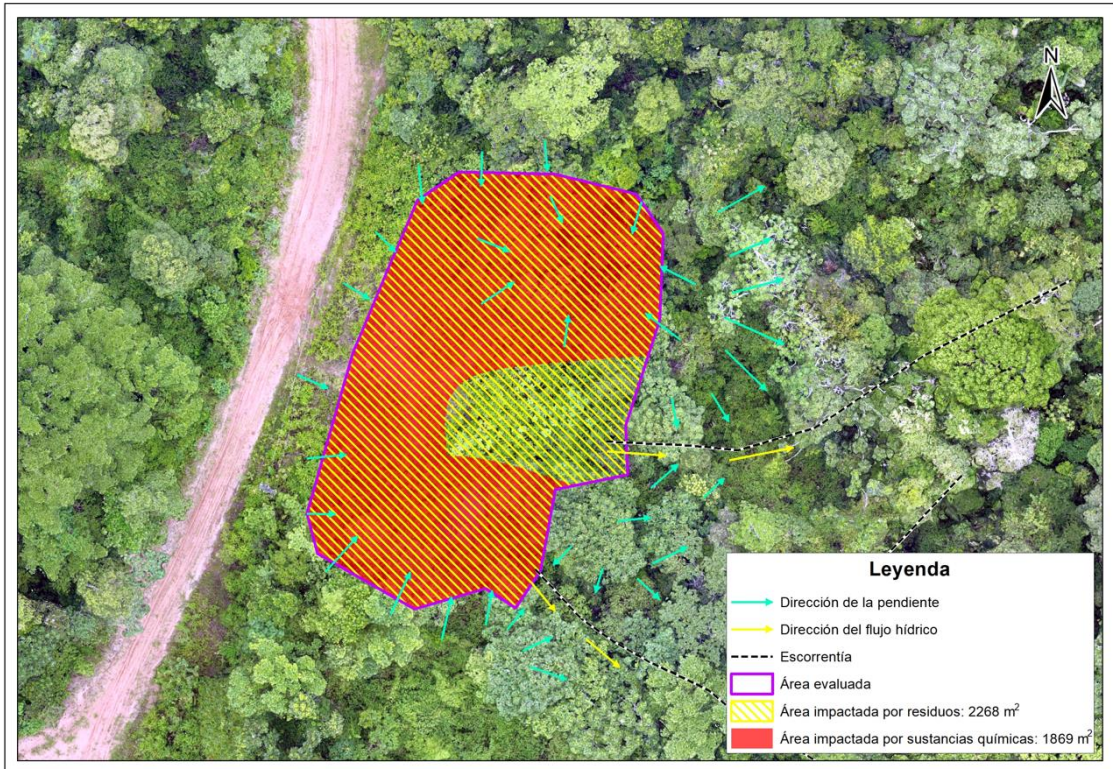 N
Leyenda
Dirección de la pendiente
Dirección del flujo hídrico
Escorrentía
Área evaluada
Área impactada por residuos: 2268 m²
Área impactada por sustancias químicas: 1869 m²